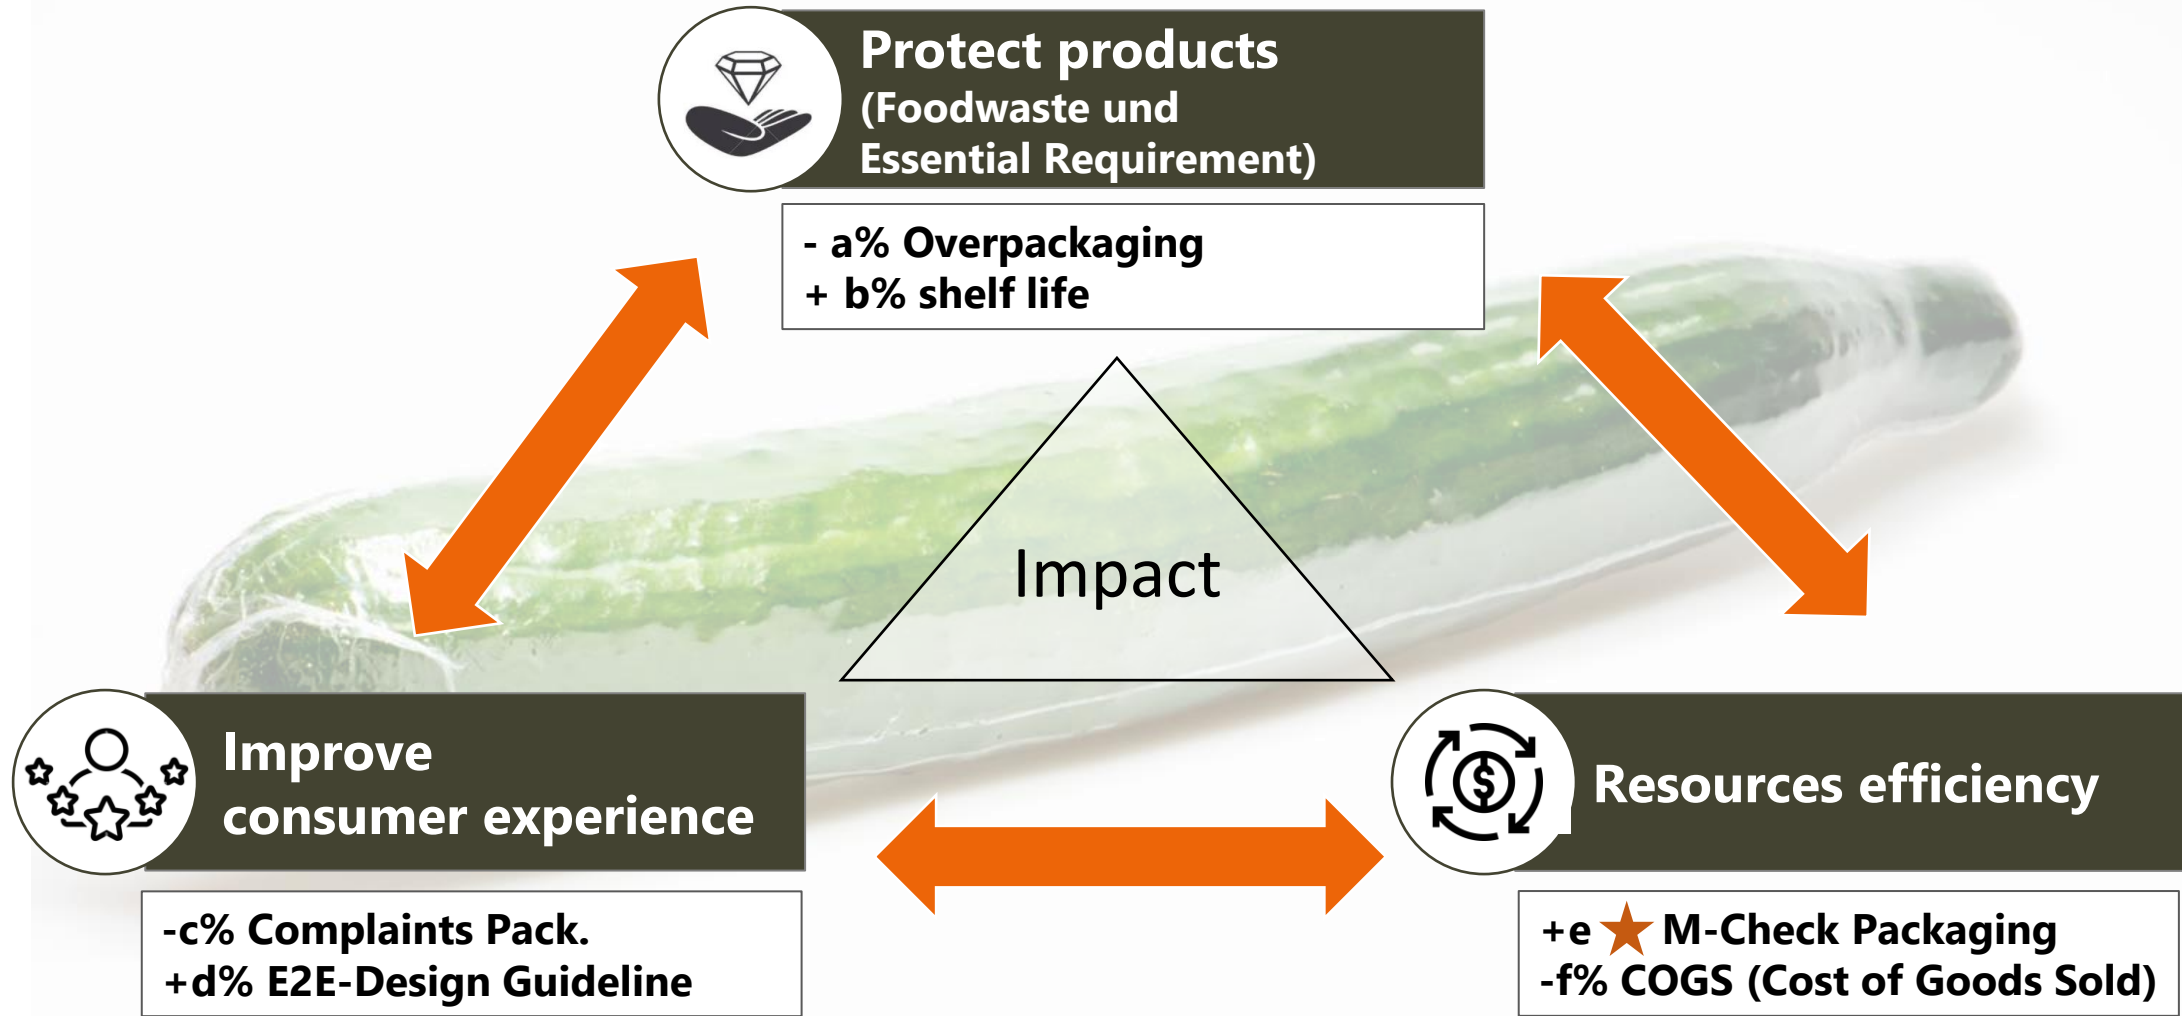 Protect products
(Foodwaste und
Essential Requirement)
- a% Overpackaging
+ b% shelf life
Impact
Improve
consumer experience
-c% Complaints Pack.
+d% E2E-Design Guideline
$
Resources efficiency
+e ★ M-Check Packaging
-f% COGS (Cost of Goods Sold)